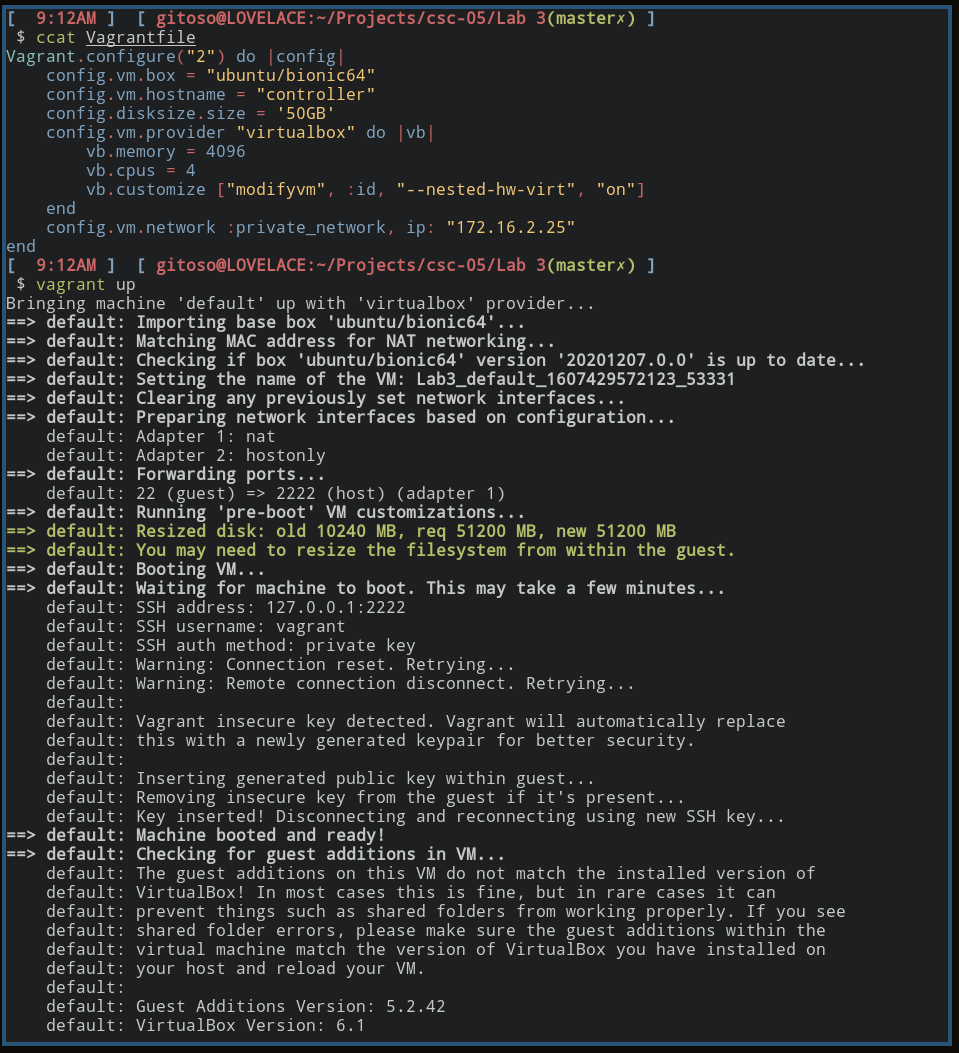 [  9:12AM ]  [ gitoso@LOVELACE:~/Projects/csc-05/Lab 3(master✗) ]
 $ ccat Vagrantfile
Vagrant.configure("2") do |config|
    config.vm.box = "ubuntu/bionic64"
    config.vm.hostname = "controller"
    config.disksize.size = '50GB'
    config.vm.provider "virtualbox" do |vb|
        vb.memory = 4096
        vb.cpus = 4
        vb.customize ["modifyvm", :id, "--nested-hw-virt", "on"]
    end
    config.vm.network :private_network, ip: "172.16.2.25"
end
[  9:12AM ]  [ gitoso@LOVELACE:~/Projects/csc-05/Lab 3(master✗) ]
 $ vagrant up
Bringing machine 'default' up with 'virtualbox' provider...
==> default: Importing base box 'ubuntu/bionic64'...
==> default: Matching MAC address for NAT networking...
==> default: Checking if box 'ubuntu/bionic64' version '20201207.0.0' is up to date...
==> default: Setting the name of the VM: Lab3_default_1607429572123_53331
==> default: Clearing any previously set network interfaces...
==> default: Preparing network interfaces based on configuration...
    default: Adapter 1: nat
    default: Adapter 2: hostonly
==> default: Forwarding ports...
    default: 22 (guest) => 2222 (host) (adapter 1)
==> default: Running 'pre-boot' VM customizations...
==> default: Resized disk: old 10240 MB, req 51200 MB, new 51200 MB
==> default: You may need to resize the filesystem from within the guest.
==> default: Booting VM...
==> default: Waiting for machine to boot. This may take a few minutes...
    default: SSH address: 127.0.0.1:2222
    default: SSH username: vagrant
    default: SSH auth method: private key
    default: Warning: Connection reset. Retrying...
    default: Warning: Remote connection disconnect. Retrying...
    default:
    default: Vagrant insecure key detected. Vagrant will automatically replace
    default: this with a newly generated keypair for better security.
    default:
    default: Inserting generated public key within guest...
    default: Removing insecure key from the guest if it's present...
    default: Key inserted! Disconnecting and reconnecting using new SSH key...
==> default: Machine booted and ready!
==> default: Checking for guest additions in VM...
    default: The guest additions on this VM do not match the installed version of
    default: VirtualBox! In most cases this is fine, but in rare cases it can
    default: prevent things such as shared folders from working properly. If you see
    default: shared folder errors, please make sure the guest additions within the
    default: virtual machine match the version of VirtualBox you have installed on
    default: your host and reload your VM.
    default:
    default: Guest Additions Version: 5.2.42
    default: VirtualBox Version: 6.1